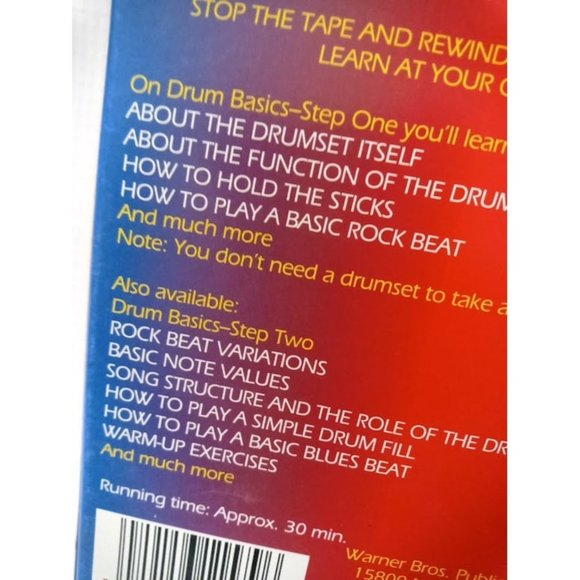 STOP THE TAPE AND REWIND
LEARN AT YOUR
On Drum Basics–Step One you'll learn
ABOUT THE DRUMSET ITSELF
ABOUT THE FUNCTION OF THE DRUM
HOW TO HOLD THE STICKS
HOW TO PLAY A BASIC ROCK BEAT
And much more
Note: You don't need a drumset to take a
Also available:
Drum Basics–Step Two
ROCK BEAT VARIATIONS
BASIC NOTE VALUES
SONG STRUCTURE AND THE ROLE OF THE DR
HOW TO PLAY A SIMPLE DRUM FILL
HOW TO PLAY A BASIC BLUES BEAT
WARM-UP EXERCISES
And much more
Running time: Approx. 30 min.
Warner Bros. Publi
15800